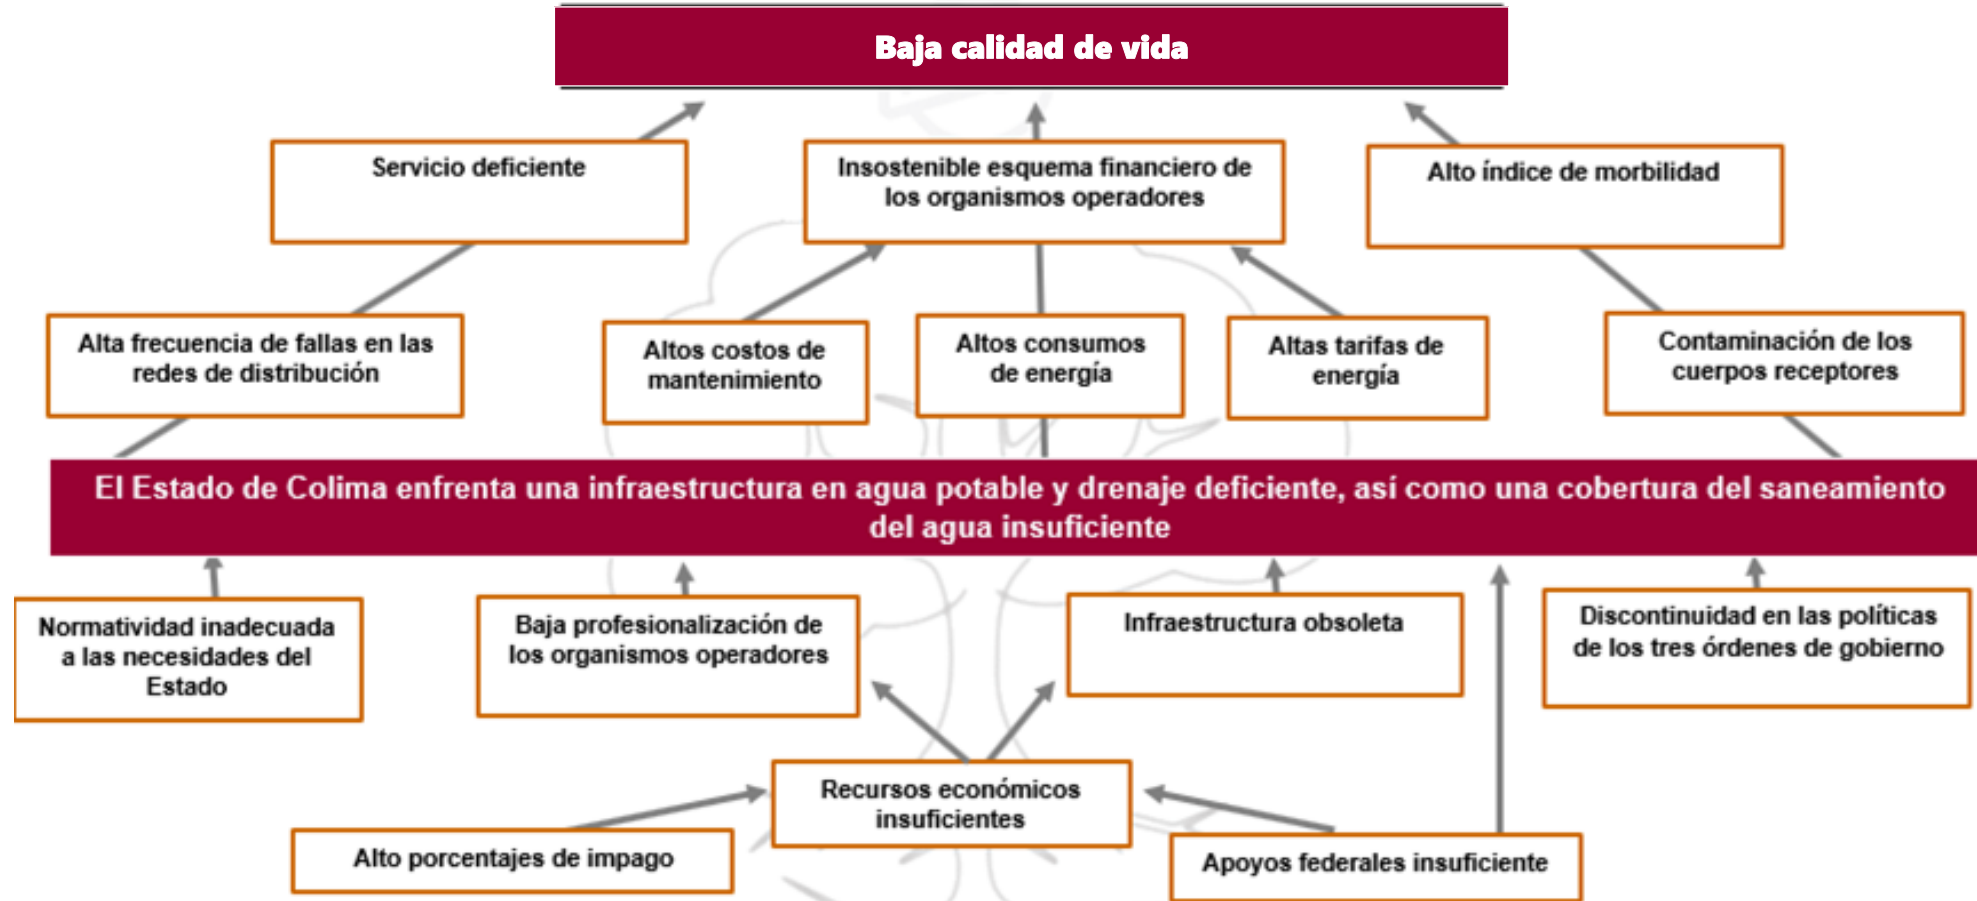 Baja calidad de vida
Servicio deficiente
Insostenible esquema financiero de
los organismos operadores
Alto índice de morbilidad
Alta frecuencia de fallas en las
redes de distribución
Altos costos de
mantenimiento
Altos consumos
de energía
Altas tarifas de
energía
Contaminación de los
cuerpos receptores
El Estado de Colima enfrenta una infraestructura en agua potable y drenaje deficiente, así como una cobertura del saneamiento
del agua insuficiente
Normatividad inadecuada
a las necesidades del
Estado
Baja profesionalización de
los organismos operadores
Infraestructura obsoleta
Discontinuidad en las políticas
de los tres órdenes de gobierno
Recursos económicos
insuficientes
Alto porcentajes de impago
Apoyos federales insuficiente